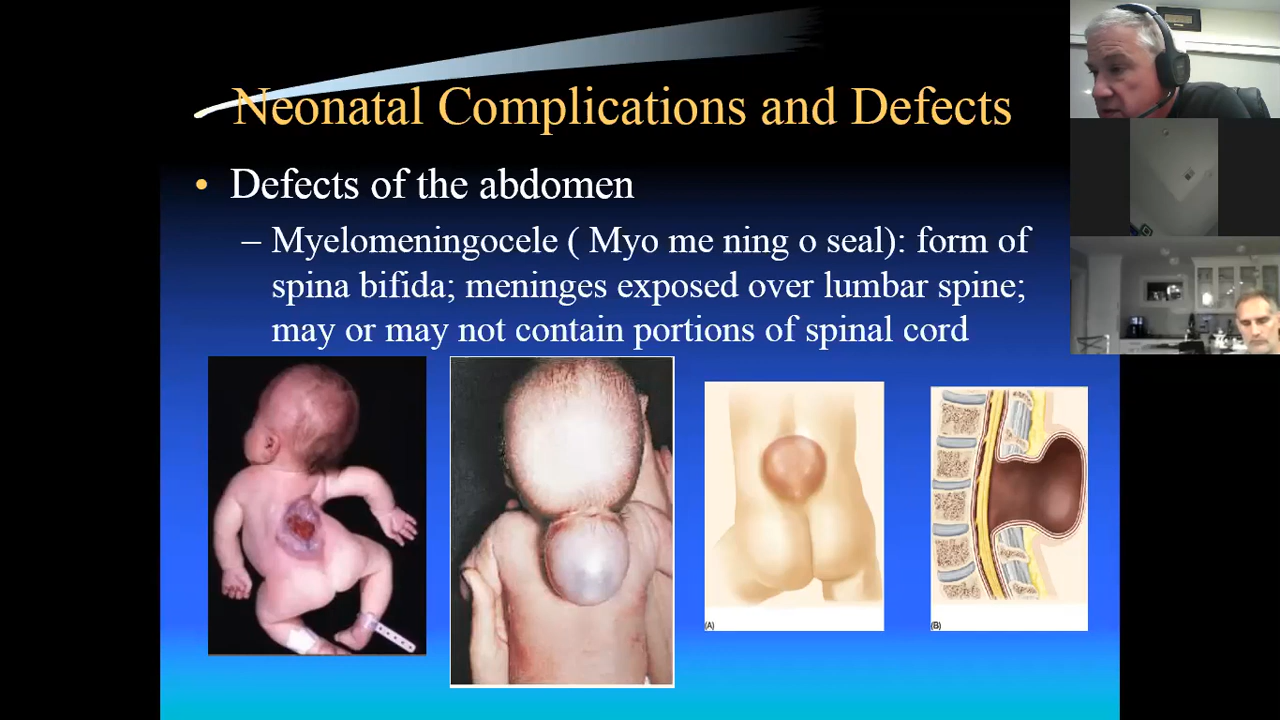 Neonatal Complications and Defects
• Defects of the abdomen
– Myelomeningocele ( Myo me ning o seal): form of
spina bifida; meninges exposed over lumbar spine;
may or may not contain portions of spinal cord
(A)
(B)